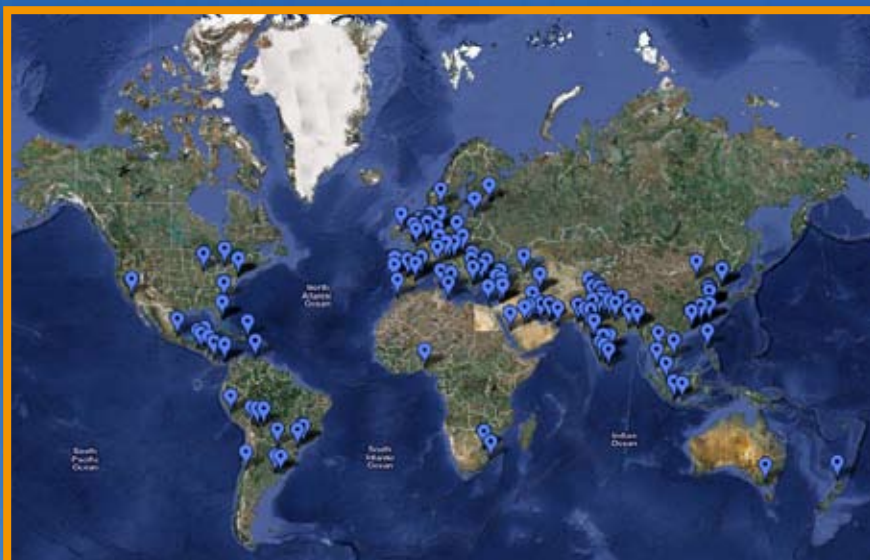 North
Atlantic
Ocean
South
Pacific
Ocean
South
Atlantic
Ocean
Indian
Ocean